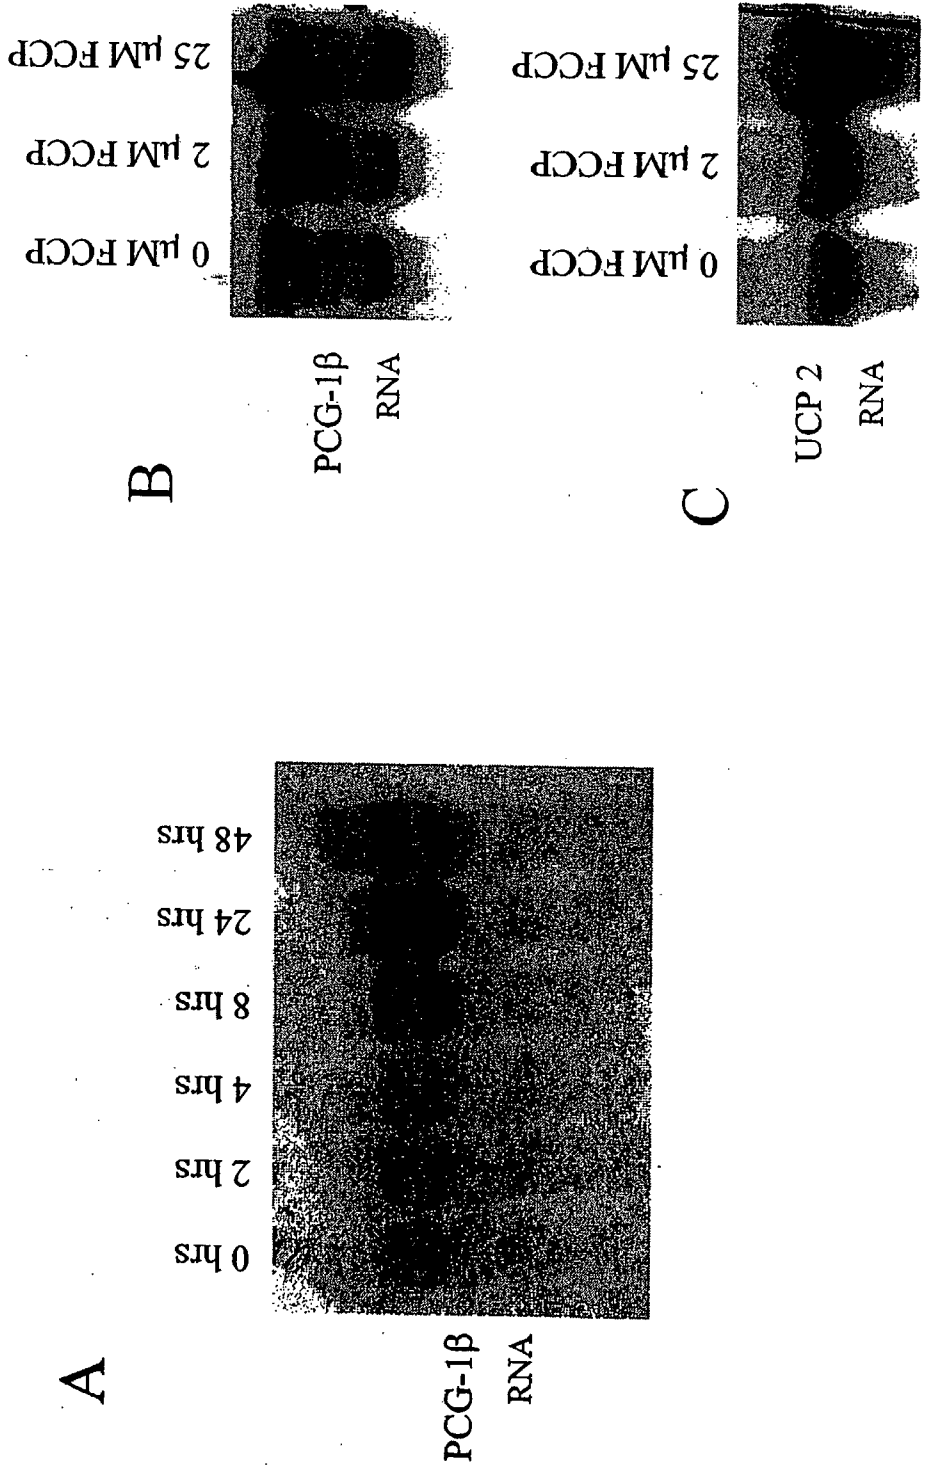 A
0 hrs
2 hrs
4 hrs
8 hrs
24 hrs
48 hrs
PCG-1β
RNA
B
0 µM FCCP
2 µM FCCP
25 µM FCCP
PCG-1β
RNA
C
0 µM FCCP
2 µM FCCP
25 µM FCCP
UCP 2
RNA